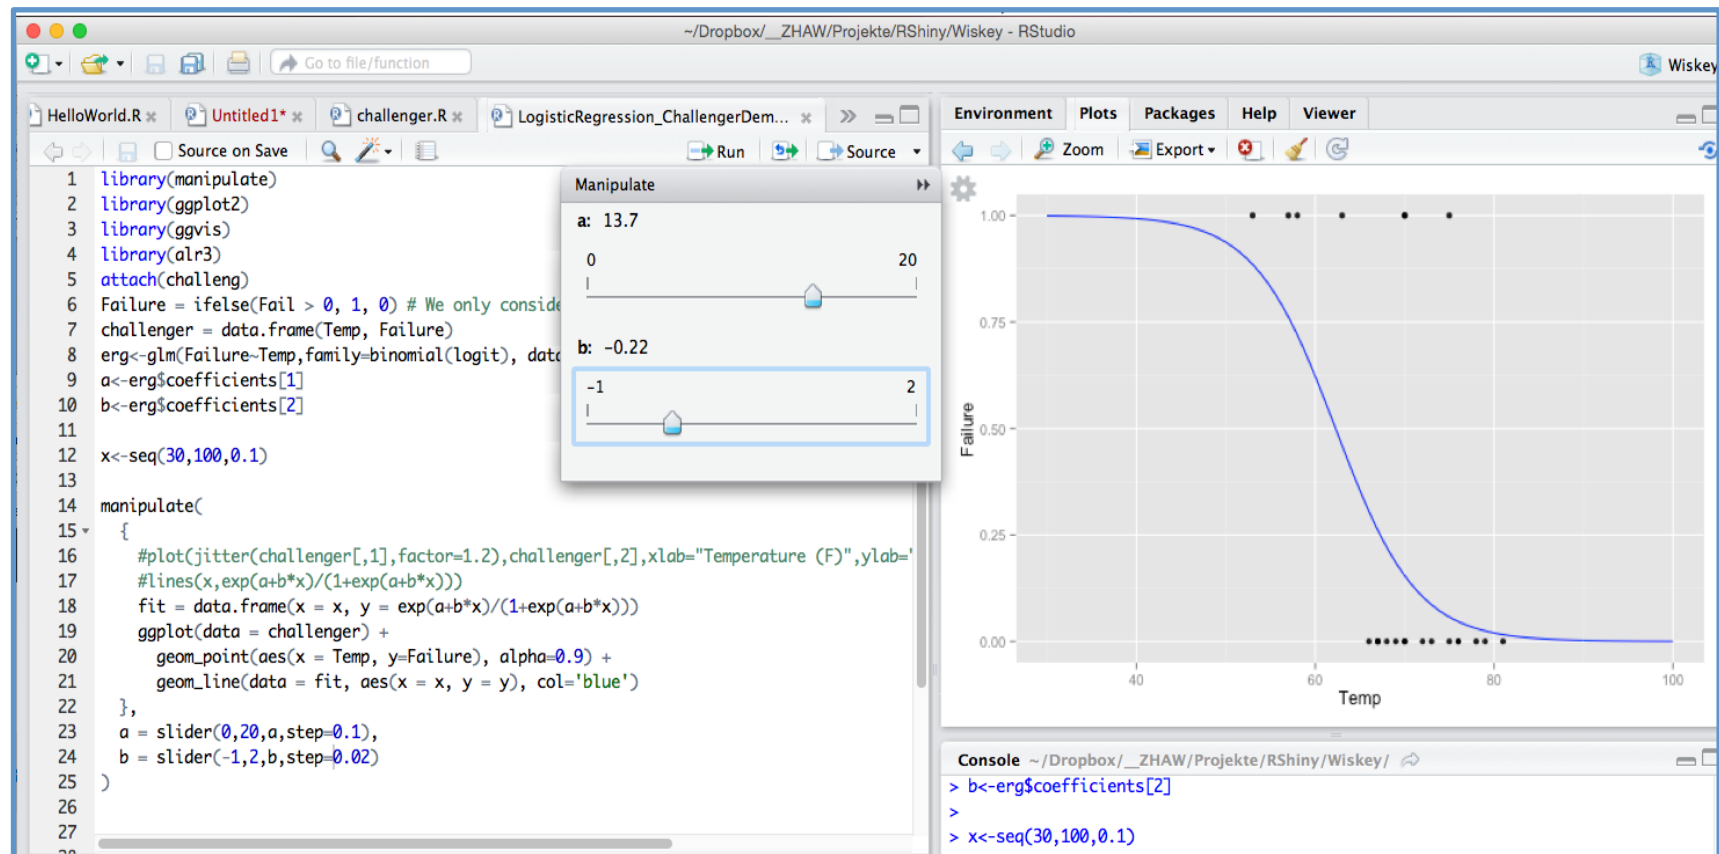 ~/Dropbox/__ZHAW/Projekte/RShiny/Wiskey - RStudio
Go to file/function
Wiskey
HelloWorld.R
Untitled1*
challenger.R
LogisticRegression_ChallengerDem...
Source on Save
Run
Source
1 library(manipulate)
2 library(ggplot2)
3 library(ggvis)
4 library(alr3)
5 attach(challeng)
6 Failure = ifelse(Fail > 0, 1, 0) # We only conside
7 challenger = data.frame(Temp, Failure)
8 erg<-glm(Failure~Temp,family=binomial(logit), data
9 a<-erg$coefficients[1]
10 b<-erg$coefficients[2]
11
12 x<-seq(30,100,0.1)
13
14 manipulate(
15 {
16 #plot(jitter(challenger[,1],factor=1.2),challenger[,2],xlab="Temperature (F)",ylab='
17 #lines(x,exp(a+b*x)/(1+exp(a+b*x)))
18 fit = data.frame(x = x, y = exp(a+b*x)/(1+exp(a+b*x)))
19 ggplot(data = challenger) +
20 geom_point(aes(x = Temp, y=Failure), alpha=0.9) +
21 geom_line(data = fit, aes(x = x, y = y), col='blue')
22 },
23 a = slider(0,20,a,step=0.1),
24 b = slider(-1,2,b,step=0.02)
25 )
26
27
Manipulate
a: 13.7
0 20
b: -0.22
-1 2
Environment Plots Packages Help Viewer
Zoom Export
1.00
0.75
0.50
0.25
0.00
Failure
40 60 80 100
Temp
Console ~/Dropbox/__ZHAW/Projekte/RShiny/Wiskey/
> b<-erg$coefficients[2]
>
> x<-seq(30,100,0.1)